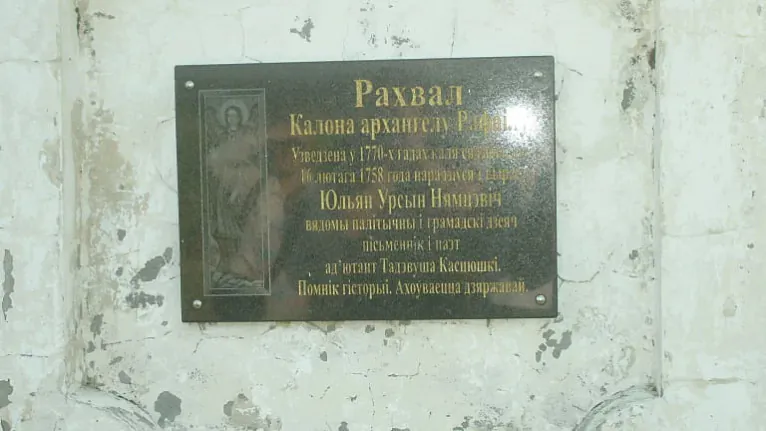 Рахвал
Калона архангелу
Узведзена у 1770-х гадах каля
16 лютага 1758 года нарадзіўся
Юльян Урсын Нямцэвіч
вядомы палітычны і грамадскі дзеяч
пісьменнік і паэт
ад'ютант Тадэвуша Касцюшкі.
Помнік гісторыі. Ахоўваецца дзяржавай.